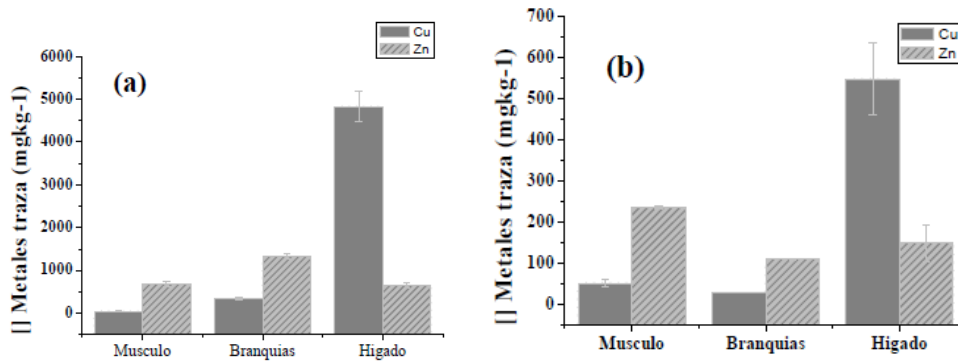 Cu
Zn
(a)
[] Metales traza (mgkg-1)
6000
5000
4000
3000
2000
1000
0
Musculo Branquias Higado
Cu
Zn
(b)
[] Metales traza (mgkg-1)
700
600
500
400
300
200
100
0
Musculo Branquias Higado